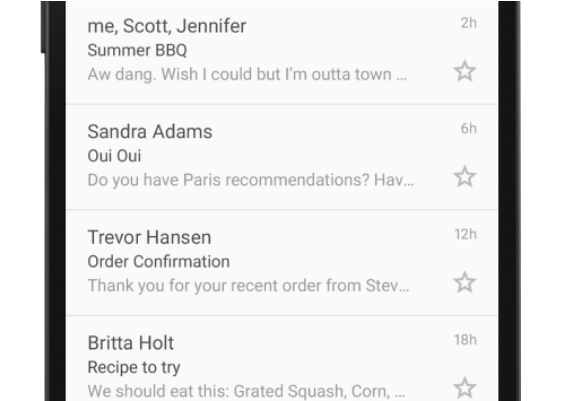 me, Scott, Jennifer 2h
Summer BBQ
Aw dang. Wish I could but I'm outta town ...
Sandra Adams 6h
Oui Oui
Do you have Paris recommendations? Hav...
Trevor Hansen 12h
Order Confirmation
Thank you for your recent order from Stev...
Britta Holt 18h
Recipe to try
We should eat this: Grated Squash, Corn, ...